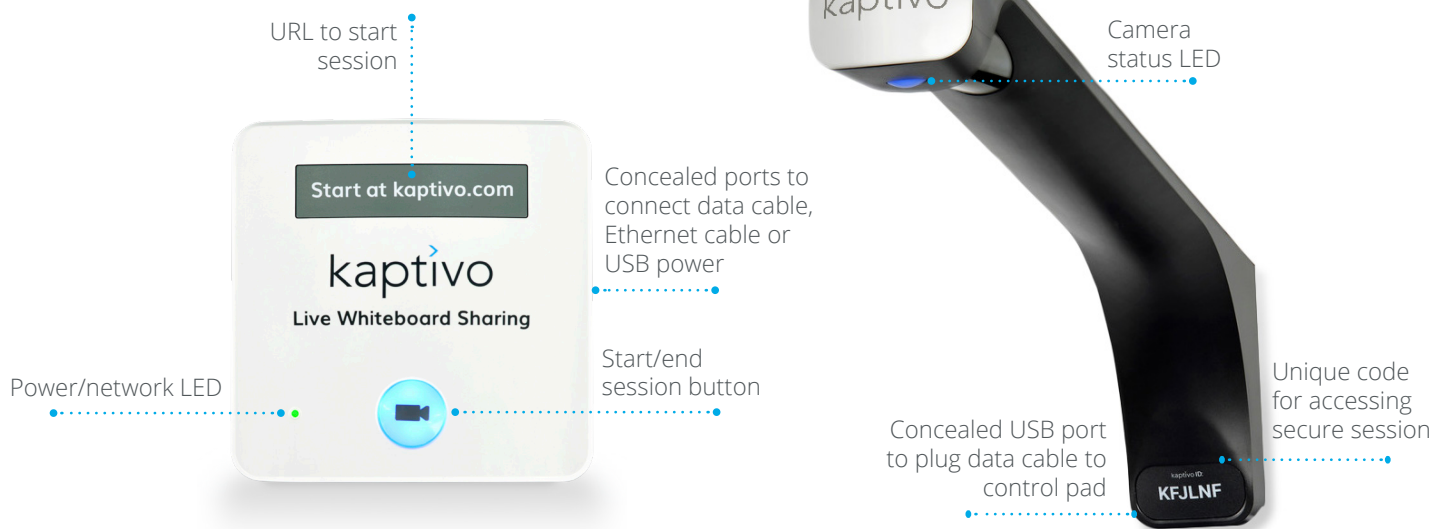 URL to start
session
Start at kaptivo.com
kaptivo
Live Whiteboard Sharing
Power/network LED
Concealed ports to
connect data cable,
Ethernet cable or
USB power
Start/end
session button
kaptivo
Camera
status LED
Concealed USB port
to plug data cable to
control pad
Unique code
for accessing
secure session
kaptivo ID:
KFJLNF